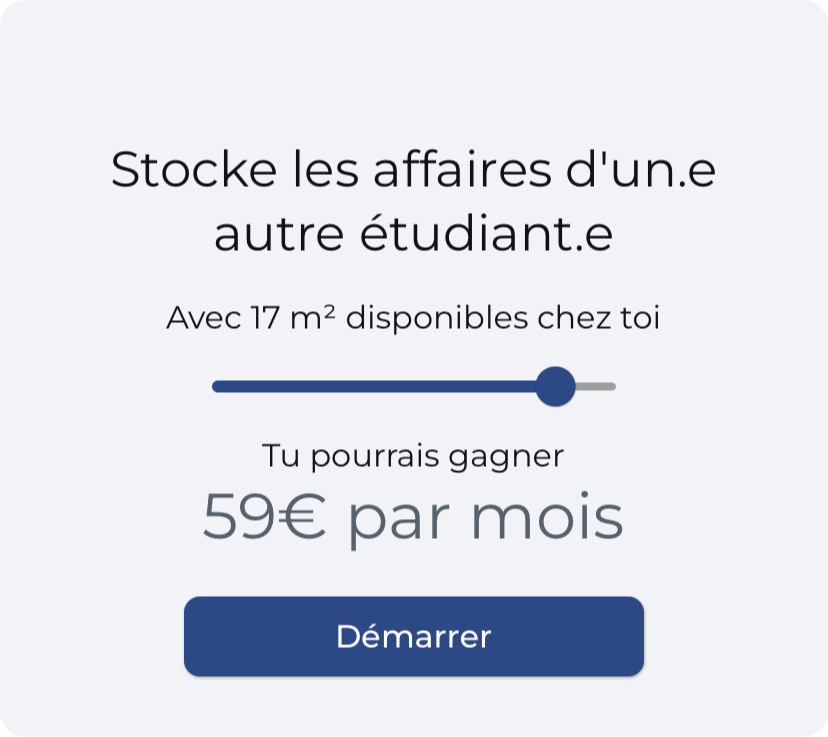 Stocke les affaires d'un.e
autre étudiant.e
Avec 17 m² disponibles chez toi
Tu pourrais gagner
59€ par mois
Démarrer